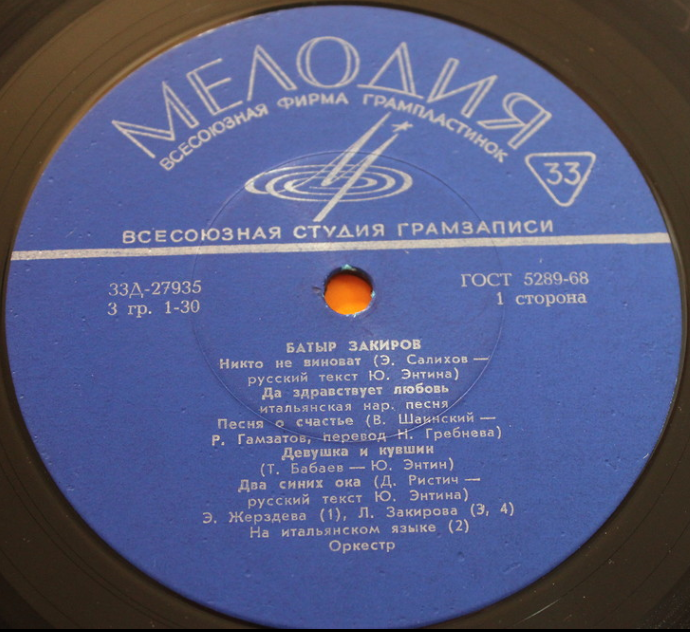 МЕЛОДИЯ
ВСЕСОЮЗНАЯ ФИРМА ГРАМПЛАСТИНОК
33
ВСЕСОЮЗНАЯ СТУДИЯ ГРАМЗАПИСИ
33Д-27935
ГОСТ 5289-68
3 гр. 1-30
1 сторона
БАТЫР ЗАКИРОВ
Никто не виноват (Э. Салихов —
русский текст Ю. Энтина)
Да здравствует любовь
итальянская нар. песня
Песня о счастье (В. Шаинский —
Р. Гамзатов, перевод Н. Гребнева)
Девушка и кувшин
(Т. Бабаев — Ю. Энтин)
Два синих ока (Д. Ристич —
русский текст Ю. Энтина)
Э. Жерздева (1), Л. Закирова (3, 4)
На итальянском языке (2)
Оркестр